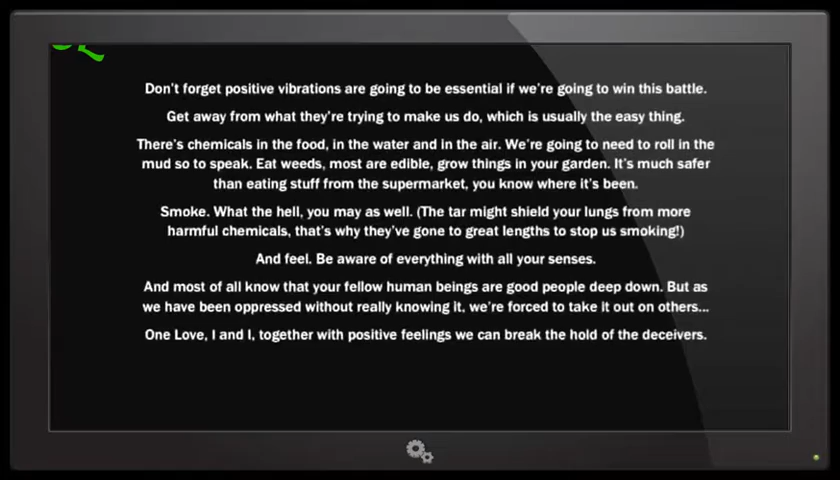 Don't forget positive vibrations are going to be essential if we're going to win this battle.
Get away from what they're trying to make us do, which is usually the easy thing.
There's chemicals in the food, in the water and in the air. We're going to need to roll in the
mud so to speak. Eat weeds, most are edible, grow things in your garden. It's much safer
than eating stuff from the supermarket, you know where it's been.
Smoke. What the hell, you may as well. (The tar might shield your lungs from more
harmful chemicals, that's why they've gone to great lengths to stop us smoking!)
And feel. Be aware of everything with all your senses.
And most of all know that your fellow human beings are good people deep down. But as
we have been oppressed without really knowing it, we're forced to take it out on others...
One Love, I and I, together with positive feelings we can break the hold of the deceivers.